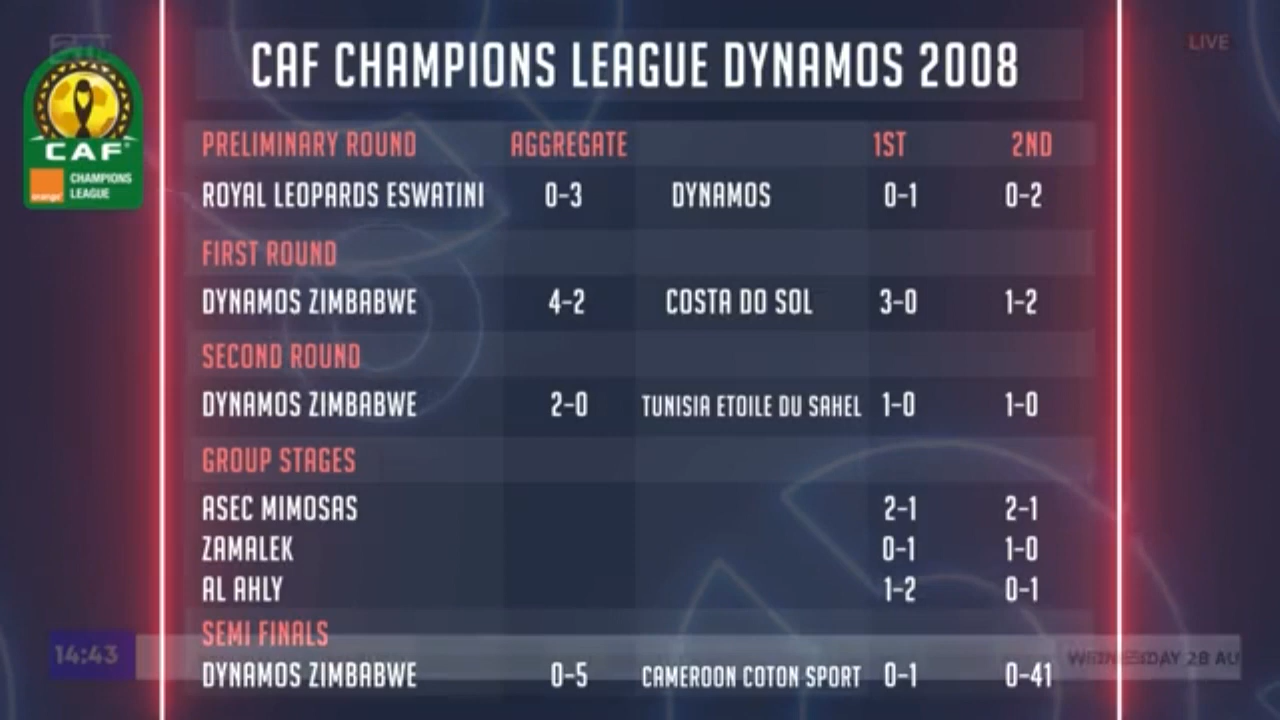 LIVE
CAF CHAMPIONS LEAGUE DYNAMOS 2008
CAF
orange CHAMPIONS LEAGUE
PRELIMINARY ROUND AGGREGATE 1ST 2ND
ROYAL LEOPARDS ESWATINI 0-3 DYNAMOS 0-1 0-2
FIRST ROUND
DYNAMOS ZIMBABWE 4-2 COSTA DO SOL 3-0 1-2
SECOND ROUND
DYNAMOS ZIMBABWE 2-0 TUNISIA ETOILE DU SAHEL 1-0 1-0
GROUP STAGES
ASEC MIMOSAS 2-1 2-1
ZAMALEK 0-1 1-0
AL AHLY 1-2 0-1
SEMI FINALS
DYNAMOS ZIMBABWE 0-5 CAMEROON COTON SPORT 0-1 0-41
14:43 WEDNESDAY 28 AU